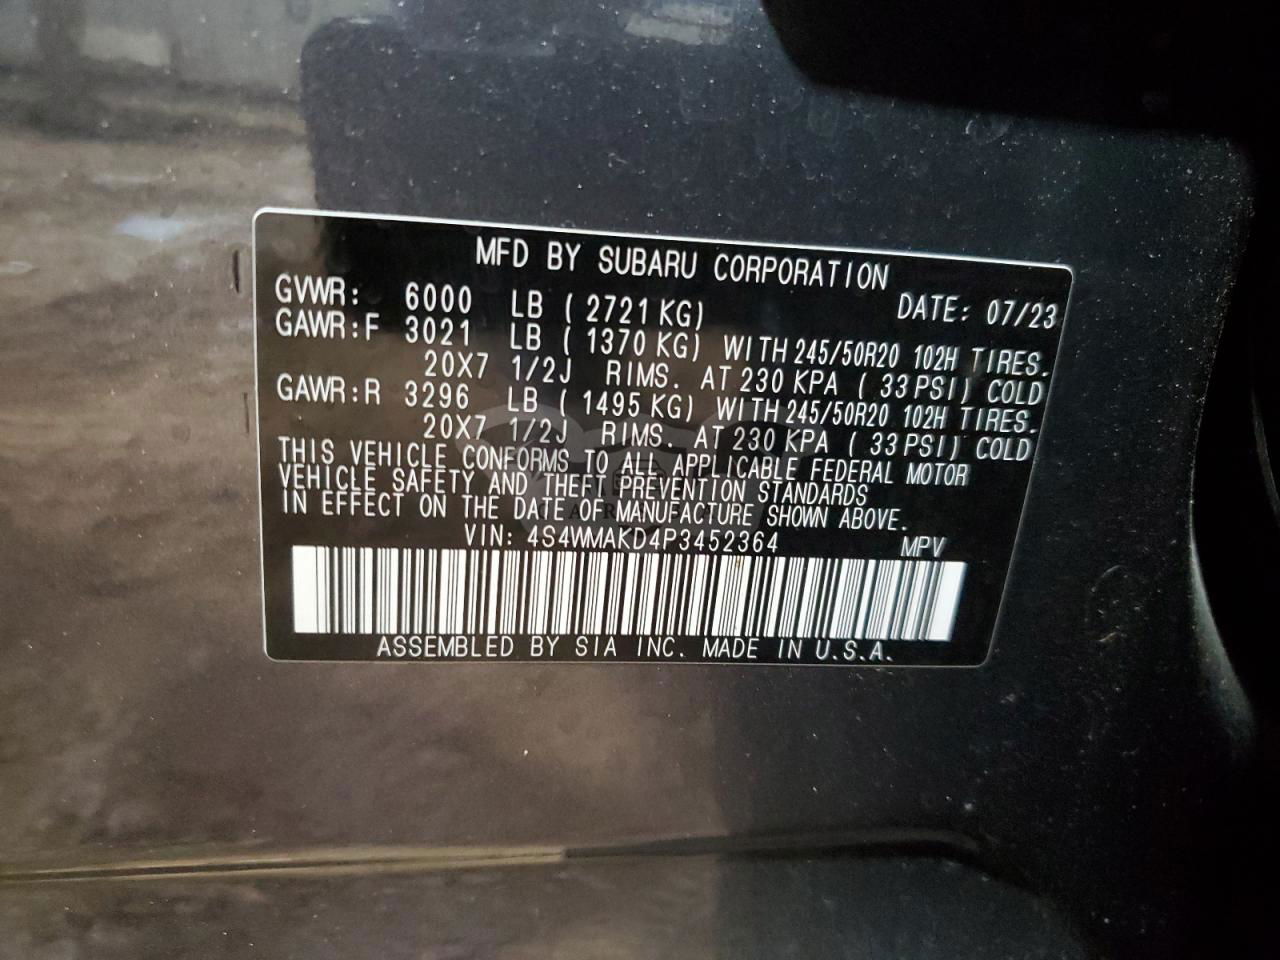 MFD BY SUBARU CORPORATION
GVWR: 6000 LB ( 2721 KG) DATE: 07/23
GAWR:F 3021 LB ( 1370 KG) WITH 245/50R20 102H TIRES.
20X7 1/2J RIMS. AT 230 KPA ( 33 PSI) COLD
GAWR:R 3296 LB ( 1495 KG) WITH 245/50R20 102H TIRES.
20X7 1/2J RIMS. AT 230 KPA ( 33 PSI) COLD
THIS VEHICLE CONFORMS TO ALL APPLICABLE FEDERAL MOTOR
VEHICLE SAFETY AND THEFT PREVENTION STANDARDS
IN EFFECT ON THE DATE OF MANUFACTURE SHOWN ABOVE.
VIN: 4S4WMAKD4P3452364 MPV
ASSEMBLED BY SIA INC. MADE IN U.S.A.